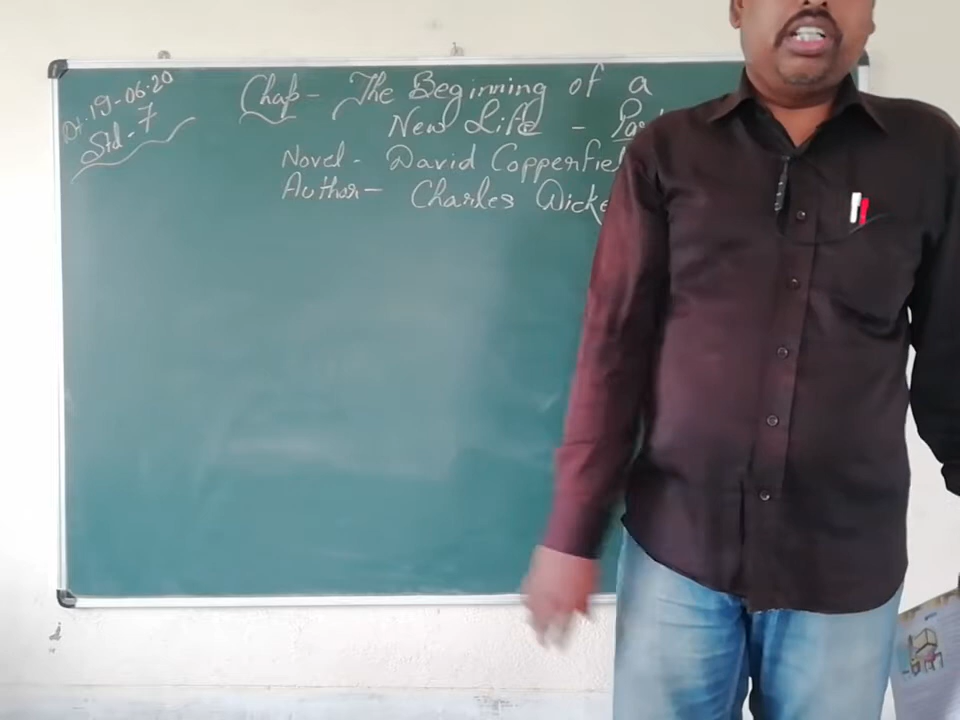 Dt. 19-06-20
Std - 7
Chap - The Beginning of a
New Life -
Novel - David
Author - Charles